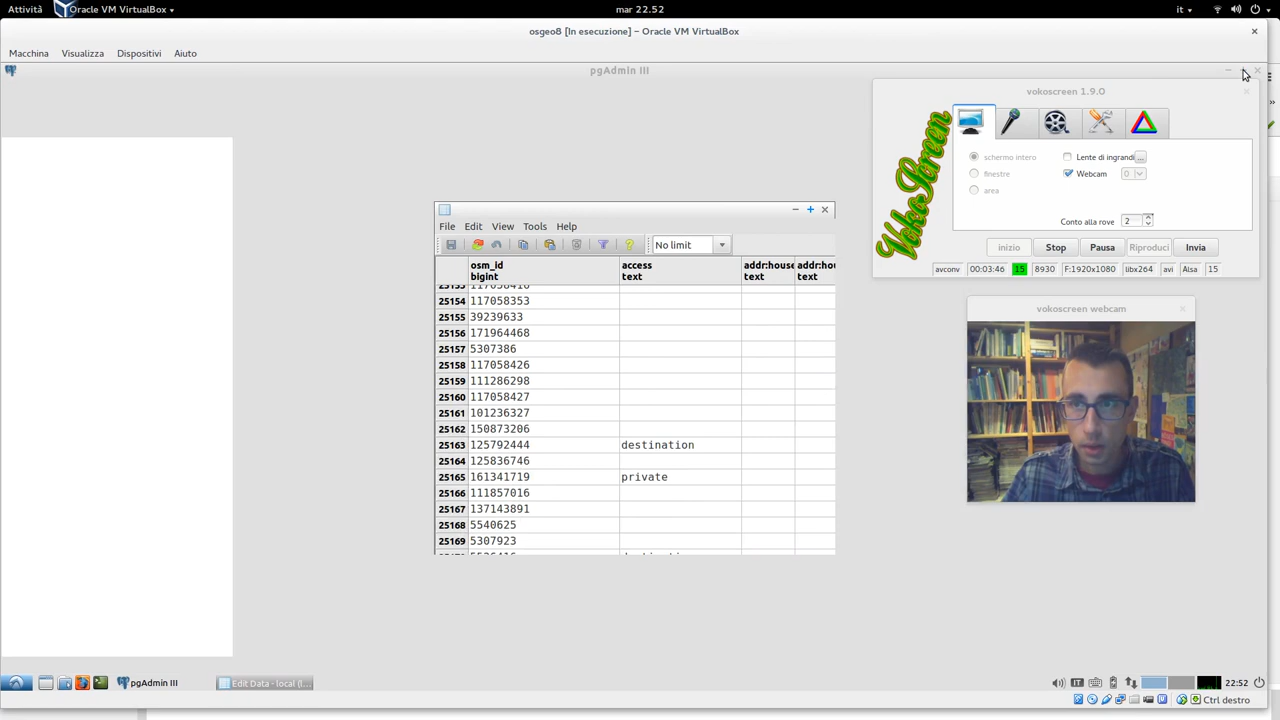 Attività
Oracle VM VirtualBox
mar 22.52
it
osgeo8 [In esecuzione] – Oracle VM VirtualBox
Macchina
Visualizza
Dispositivi
Aiuto
pgAdmin III
vokoscreen 1.9.0
VokoScreen
schermo intero
finestre
area
Lente di ingrandi
...
Webcam
0
Conto alla rove
2
inizio
Stop
Pausa
Riproduci
Invia
avconv
00:03:46
15
8930
F:1920x1080
libx264
avi
Alsa
15
vokoscreen webcam
File
Edit
View
Tools
Help
No limit
osm_id
bigint
access
text
addr:house
text
addr:hou
text
25154 117058353
25155 39239633
25156 171964468
25157 5307386
25158 117058426
25159 111286298
25160 117058427
25161 101236327
25162 150873206
25163 125792444 destination
25164 125836746
25165 161341719 private
25166 111857016
25167 137143891
25168 5540625
25169 5307923
pgAdmin III
Edit Data - local (l...
IT
22:52
Ctrl destro